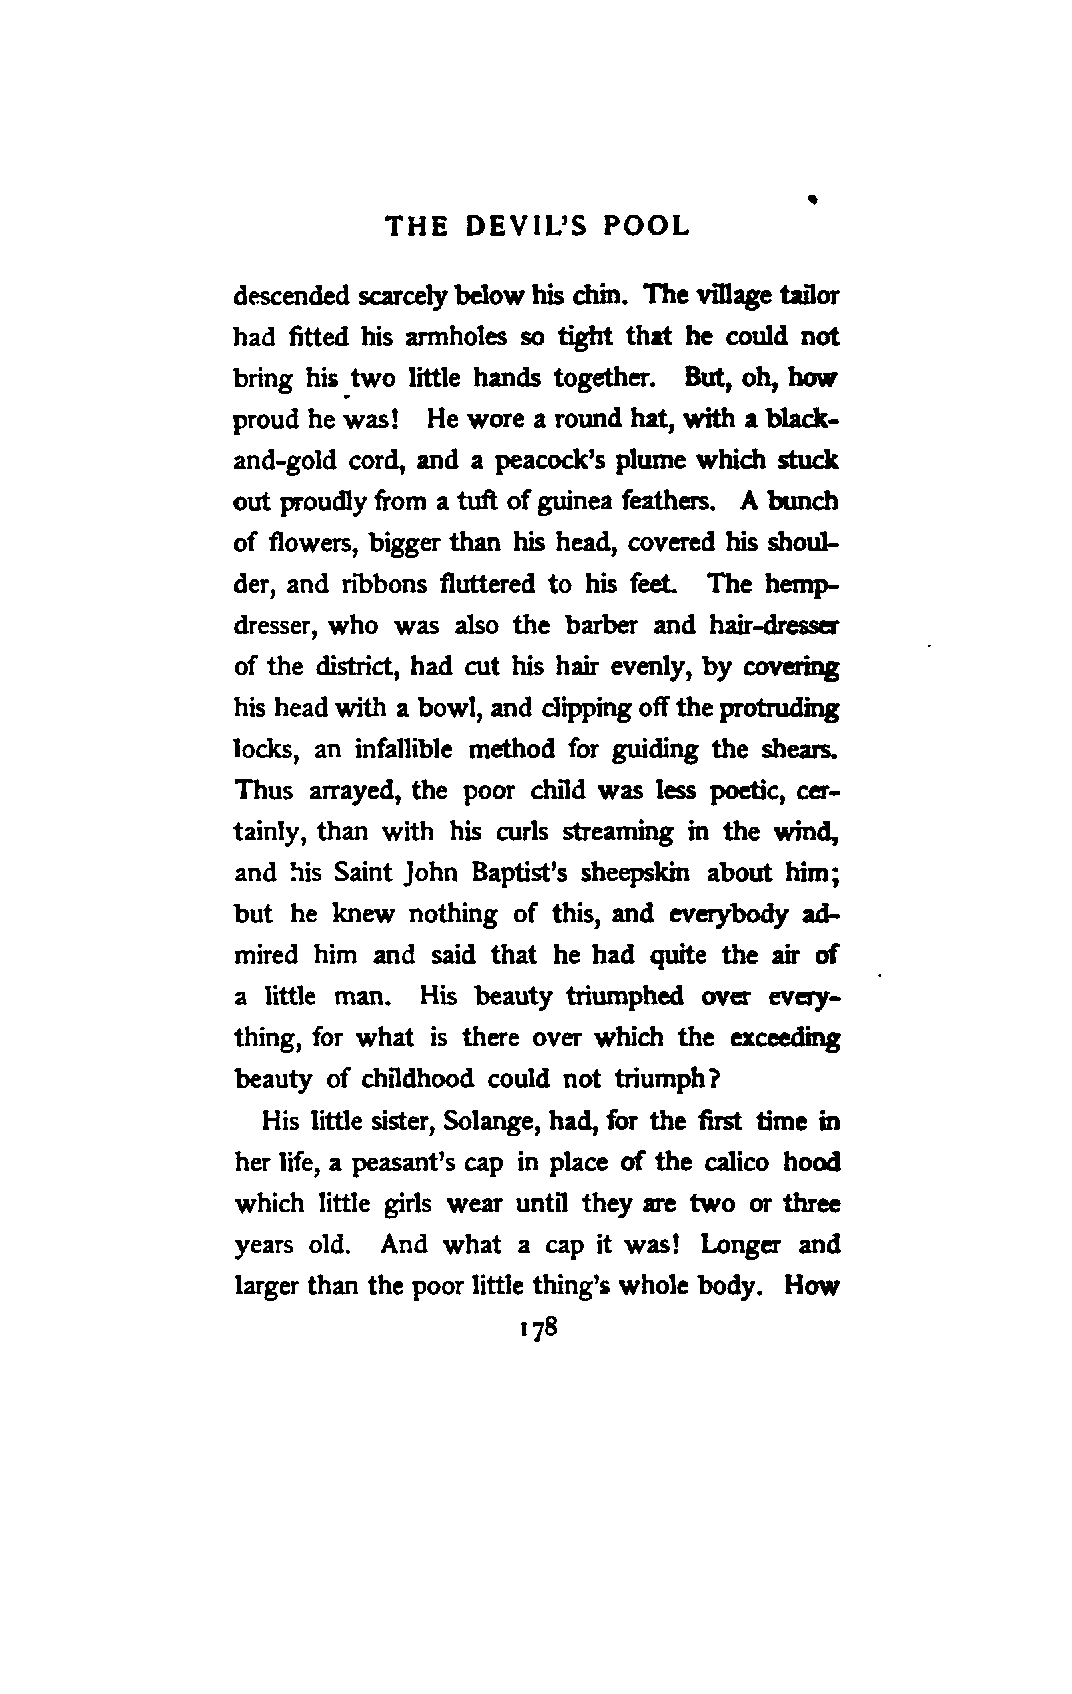 THE DEVIL'S POOL
descended scarcely below his chin. The village tailor
had fitted his armholes so tight that he could not
bring his two little hands together. But, oh, how
proud he was! He wore a round hat, with a black-
and-gold cord, and a peacock's plume which stuck
out proudly from a tuft of guinea feathers. A bunch
of flowers, bigger than his head, covered his shoul-
der, and ribbons fluttered to his feet. The hemp-
dresser, who was also the barber and hair-dresser
of the district, had cut his hair evenly, by covering
his head with a bowl, and clipping off the protruding
locks, an infallible method for guiding the shears.
Thus arrayed, the poor child was less poetic, cer-
tainly, than with his curls streaming in the wind,
and his Saint John Baptist's sheepskin about him;
but he knew nothing of this, and everybody ad-
mired him and said that he had quite the air of
a little man. His beauty triumphed over every-
thing, for what is there over which the exceeding
beauty of childhood could not triumph?
His little sister, Solange, had, for the first time in
her life, a peasant's cap in place of the calico hood
which little girls wear until they are two or three
years old. And what a cap it was! Longer and
larger than the poor little thing's whole body. How
178